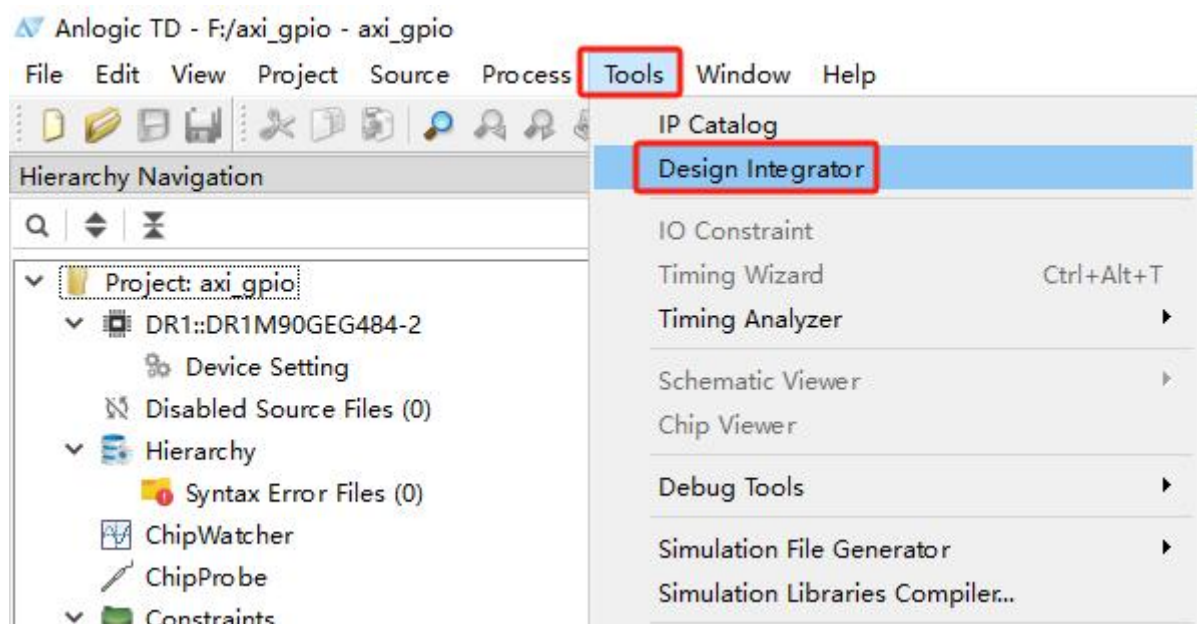 Anlogic TD - F:/axi_gpio - axi_gpio
File Edit View Project Source Process Tools Window Help
IP Catalog
Design Integrator
Hierarchy Navigation
IO Constraint
Project: axi_gpio
Timing Wizard Ctrl+Alt+T
DR1::DR1M90GEG484-2
Timing Analyzer
Device Setting
Schematic Viewer
Disabled Source Files (0)
Chip Viewer
Hierarchy
Syntax Error Files (0)
Debug Tools
ChipWatcher
Simulation File Generator
ChipProbe
Simulation Libraries Compiler...
Constraints